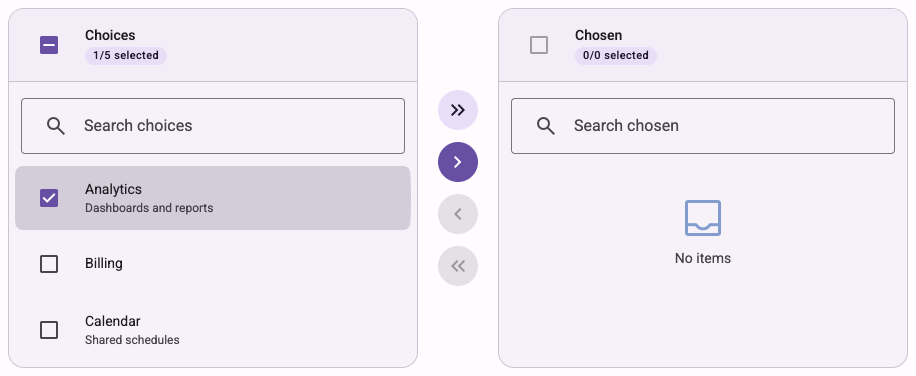 Choices
1/5 selected
Search choices
Analytics
Dashboards and reports
Billing
Calendar
Shared schedules
Chosen
0/0 selected
Search chosen
No items